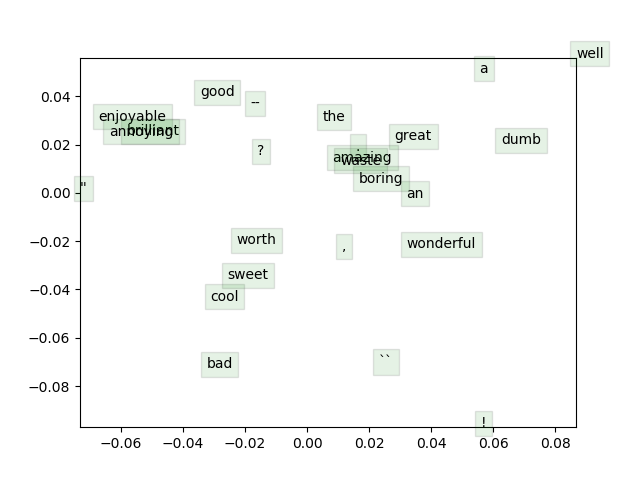 well
a
good
--
0.04
enjoyable
the
annoying
brilliant
great
0.02
dumb
?
.
amazing
waste
boring
0.00
"
an
worth
,
wonderful
−0.02
sweet
cool
−0.04
−0.06
bad
``
−0.08
!
−0.06 −0.04 −0.02 0.00 0.02 0.04 0.06 0.08